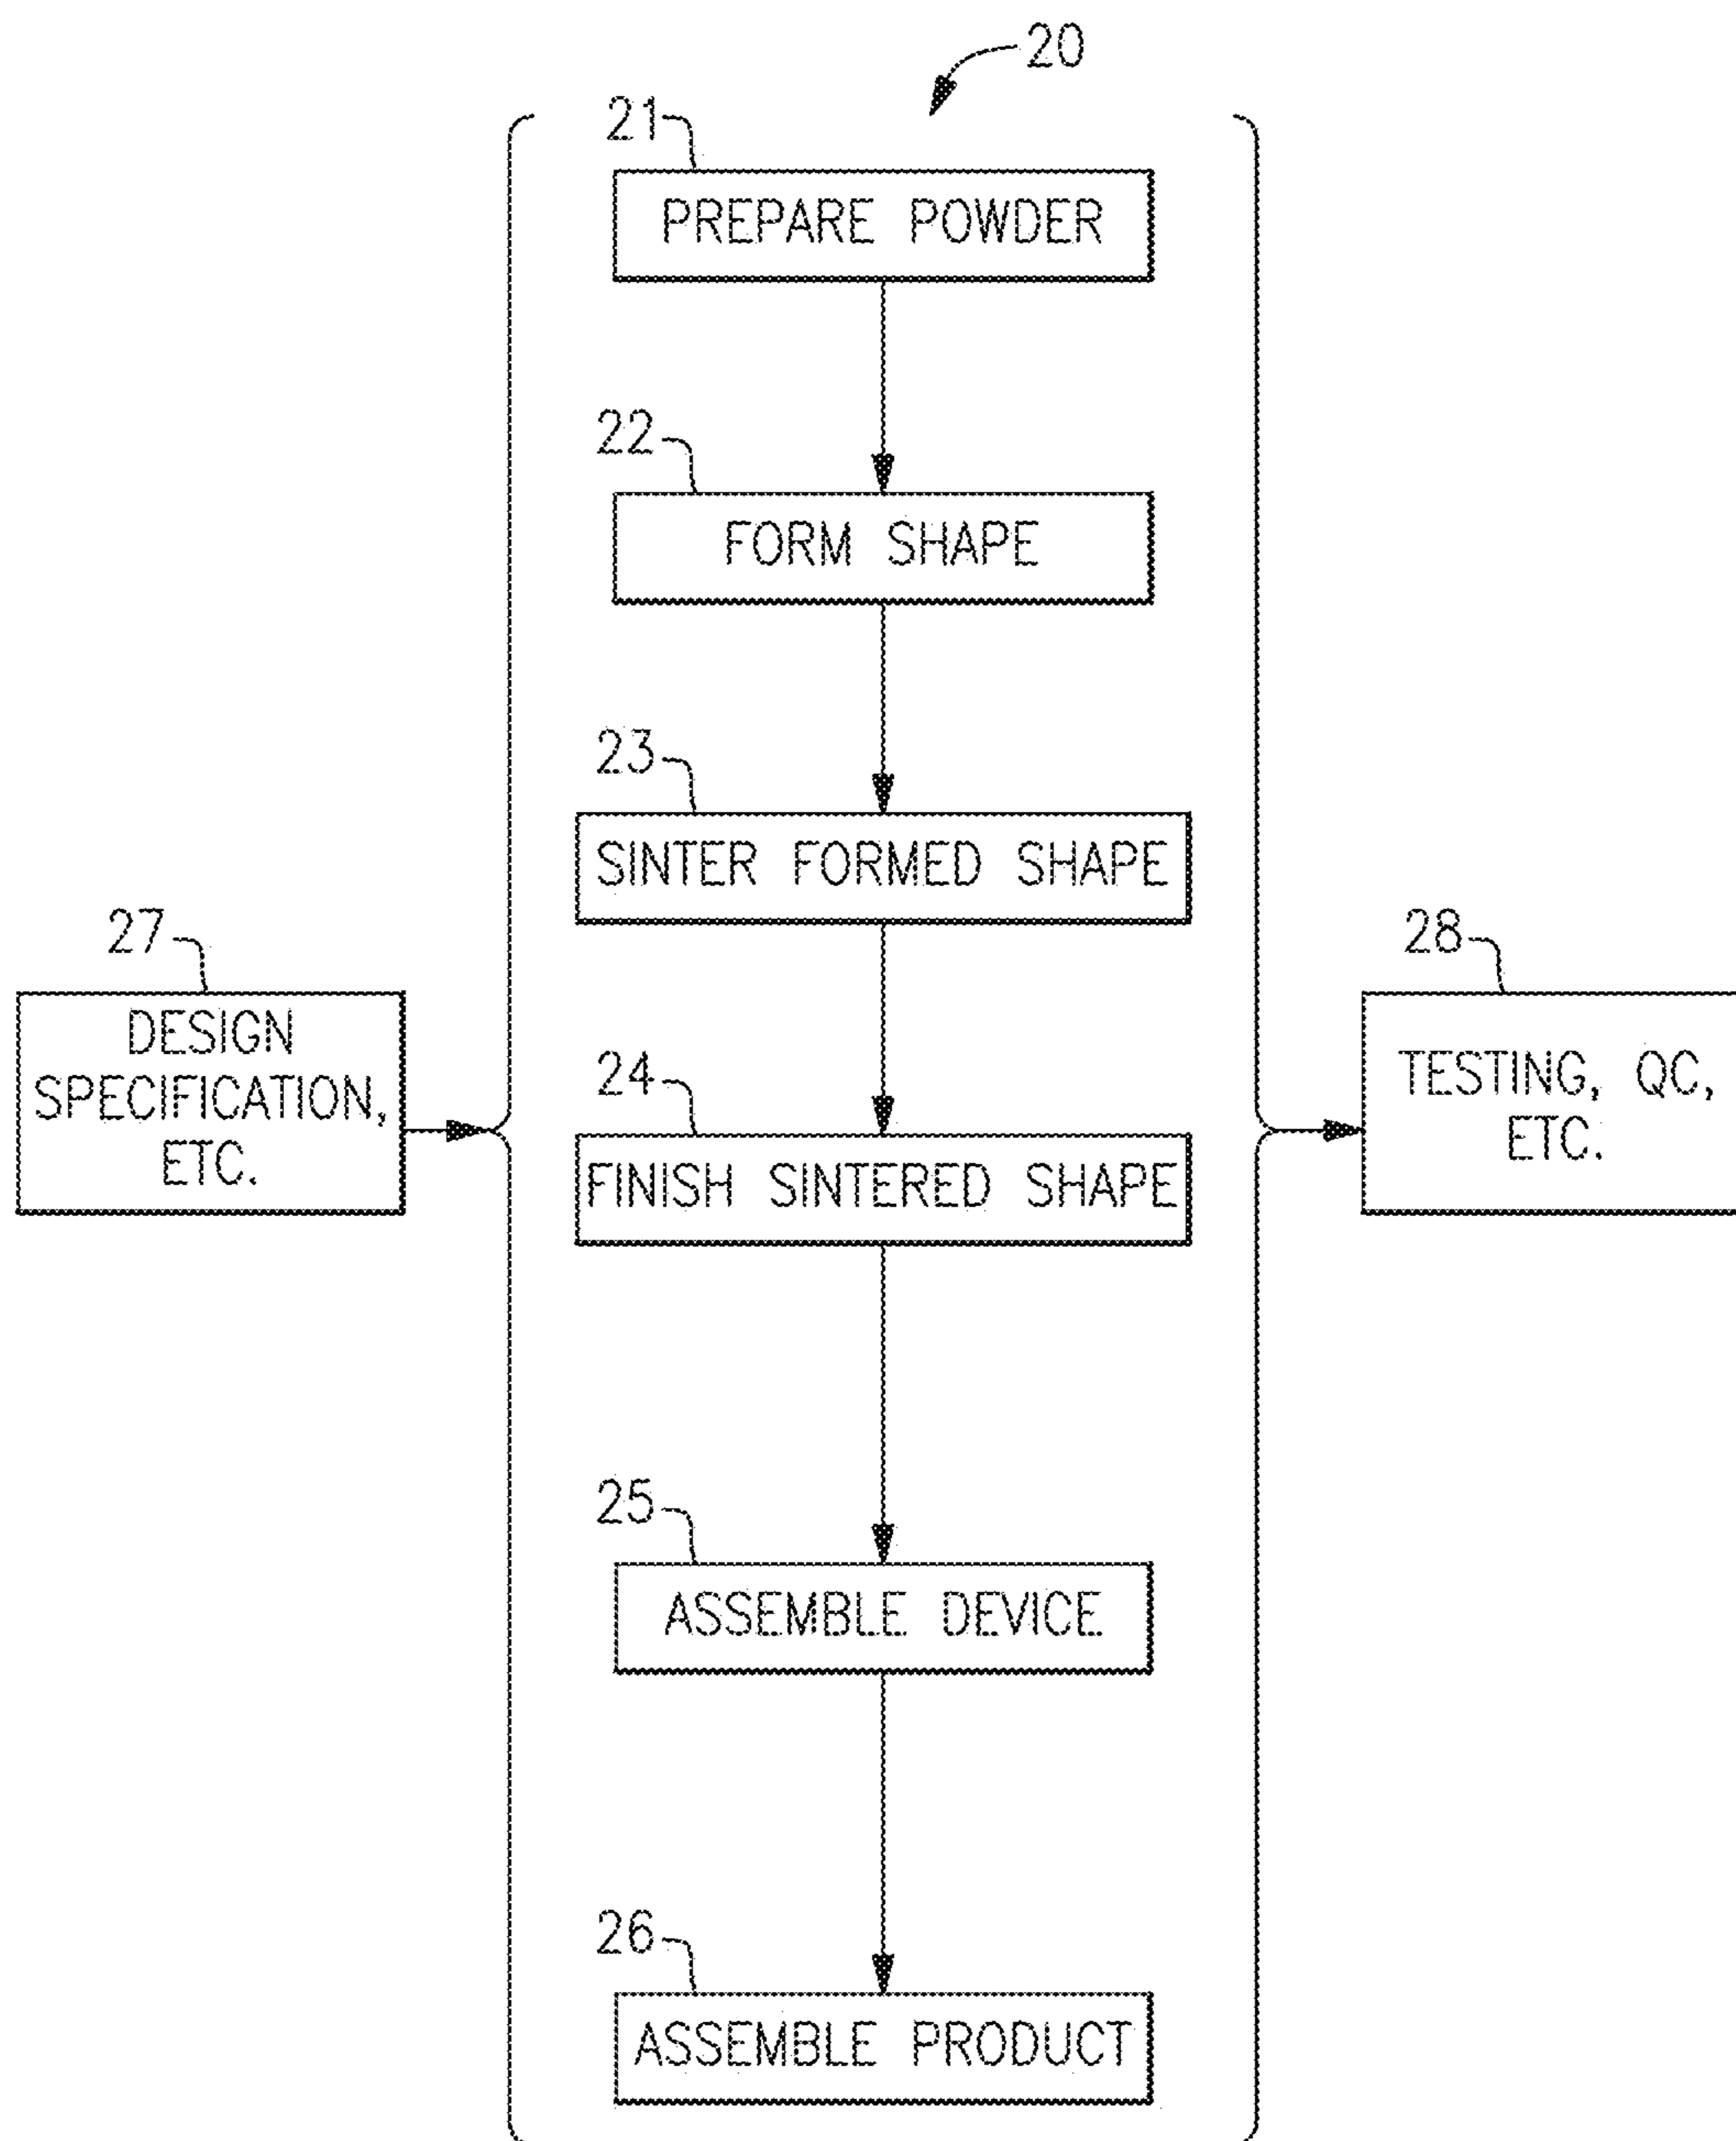 20
21
PREPARE POWDER
22
FORM SHAPE
23
SINTER FORMED SHAPE
27
DESIGN
SPECIFICATION,
ETC.
28
TESTING, QC,
ETC.
24
FINISH SINTERED SHAPE
25
ASSEMBLE DEVICE
26
ASSEMBLE PRODUCT